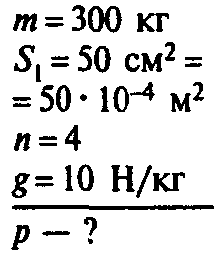 m = 300 кг
S₁ = 50 см² =
= 50 · 10⁻⁴ м²
n = 4
g = 10 Н/кг
p — ?